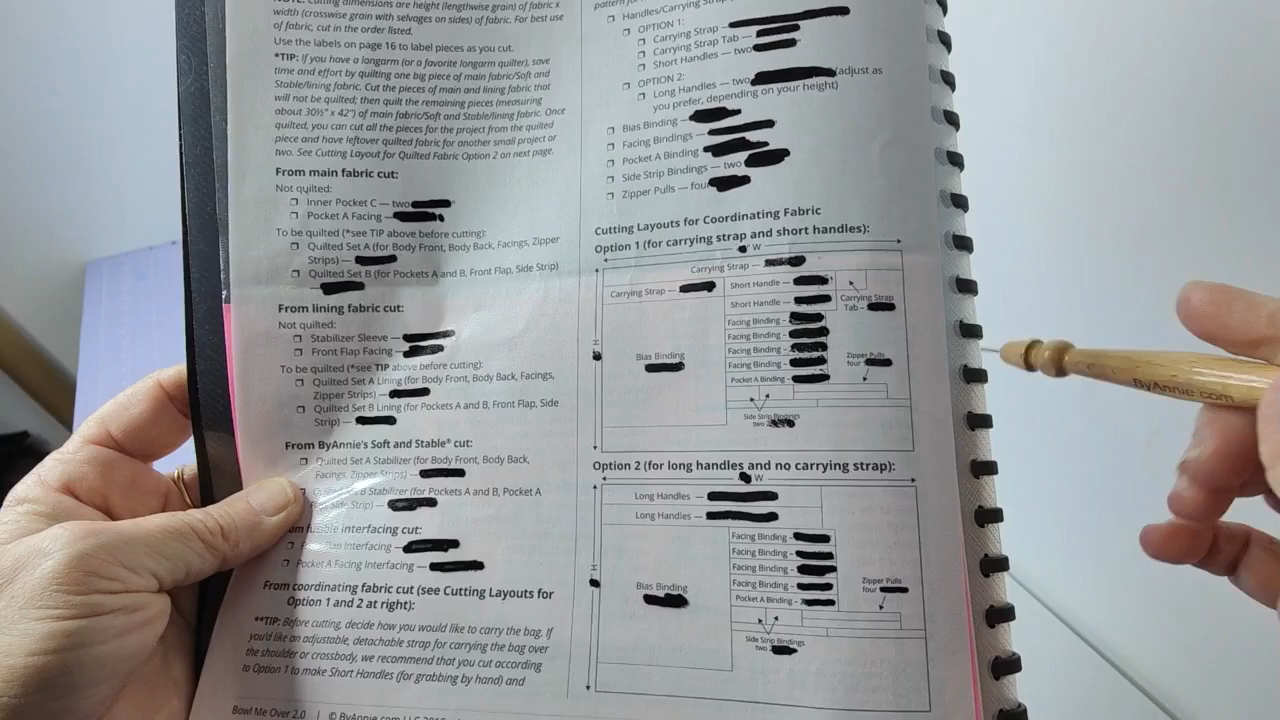 NOTE: Cutting dimensions are height (lengthwise grain) of fabric x
width (crosswise grain with selvages on sides) of fabric. For best use
of fabric, cut in the order listed.
Use the labels on page 16 to label pieces as you cut.
*TIP: If you have a longarm (or a favorite longarm quilter), save
time and effort by quilting one big piece of main fabric/Soft and
Stable/lining fabric. Cut the pieces of main and lining fabric that
will not be quilted; then quilt the remaining pieces (measuring
about 30½" x 42") of main fabric/Soft and Stable/lining fabric. Once
quilted, you can cut all the pieces for the project from the quilted
piece and have leftover quilted fabric for another small project or
two. See Cutting Layout for Quilted Fabric Option 2 on next page.
From main fabric cut:
Not quilted:
Inner Pocket C — two
Pocket A Facing —
To be quilted (*see TIP above before cutting):
Quilted Set A (for Body Front, Body Back, Facings, Zipper
Strips) —
Quilted Set B (for Pockets A and B, Front Flap, Side Strip)
—
From lining fabric cut:
Not quilted:
Stabilizer Sleeve —
Front Flap Facing —
To be quilted (*see TIP above before cutting):
Quilted Set A Lining (for Body Front, Body Back, Facings,
Zipper Strips) —
Quilted Set B Lining (for Pockets A and B, Front Flap, Side
Strip) —
From ByAnnie's Soft and Stable® cut:
Quilted Set A Stabilizer (for Body Front, Body Back,
Facings, Zipper Strips) —
B Stabilizer (for Pockets A and B, Pocket A
Side Strip) —
fusible interfacing cut:
Interfacing —
Pocket A Facing Interfacing —
From coordinating fabric cut (see Cutting Layouts for
Option 1 and 2 at right):
**TIP: Before cutting, decide how you would like to carry the bag. If
you'd like an adjustable, detachable strap for carrying the bag over
the shoulder or crossbody, we recommend that you cut according
to Option 1 to make Short Handles (for grabbing by hand) and
Bowl Me Over 2.0 | © ByAnnie.com LLC
pattern
Handles/Carrying Strap
OPTION 1:
Carrying Strap —
Carrying Strap Tab —
Short Handles — two
OPTION 2:
Long Handles — two (adjust as
you prefer, depending on your height)
Bias Binding —
Facing Bindings —
Pocket A Binding
Side Strip Bindings — two
Zipper Pulls — four
Cutting Layouts for Coordinating Fabric
Option 1 (for carrying strap and short handles):
W
H
Carrying Strap —
Carrying Strap —
Short Handle —
Short Handle —
Carrying Strap
Tab –
Facing Binding –
Facing Binding –
Facing Binding –
Facing Binding –
Pocket A Binding –
Bias Binding
Zipper Pulls
four
Side Strip Bindings
two
Option 2 (for long handles and no carrying strap):
W
H
Long Handles —
Long Handles —
Facing Binding –
Facing Binding –
Facing Binding –
Facing Binding –
Pocket A Binding –
Bias Binding
Zipper Pulls
four
Side Strip Bindings
two
ByAnnie.com